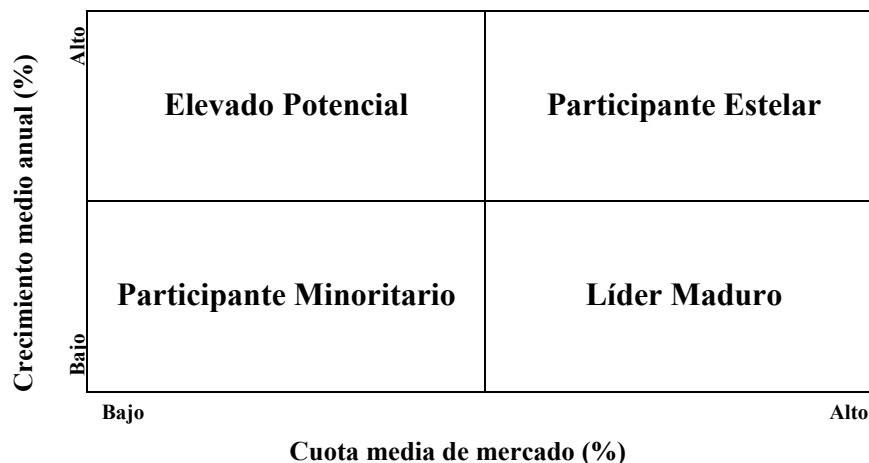 Crecimiento medio anual (%)
Alto
Elevado Potencial
Participante Estelar
Participante Minoritario
Líder Maduro
Bajo
Bajo
Alto
Cuota media de mercado (%)